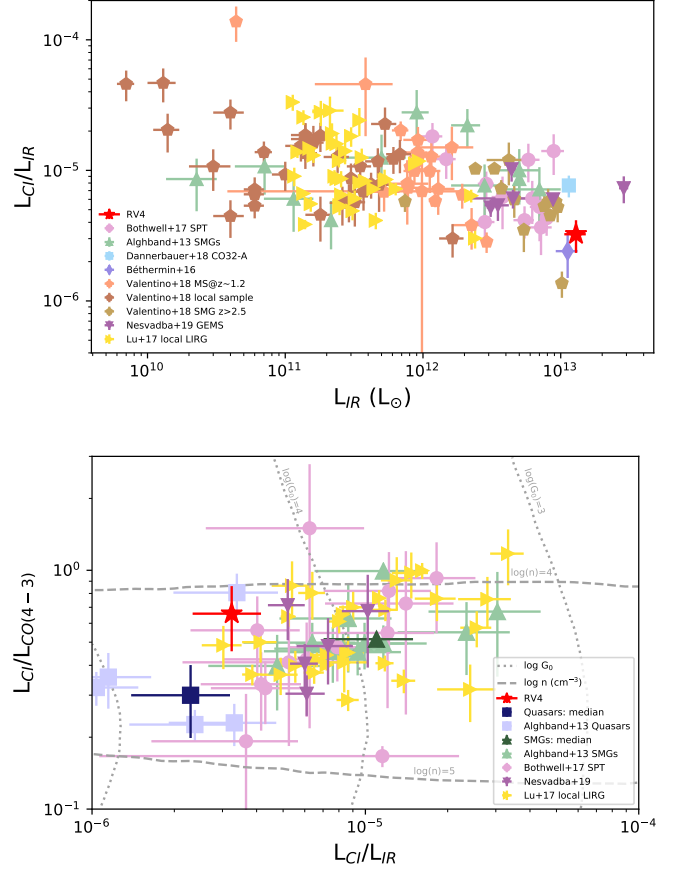 10⁻⁴
10⁻⁵
10⁻⁶
L_CI/L_IR
RV4
Bothwell+17 SPT
Alghband+13 SMGs
Dannerbauer+18 CO32-A
Béthermin+16
Valentino+18 MS@z~1.2
Valentino+18 local sample
Valentino+18 SMG z>2.5
Nesvadba+19 GEMS
Lu+17 local LIRG
10¹⁰ 10¹¹ 10¹² 10¹³
L_IR (L_⊙)
log(G₀)=4
log(G₀)=3
10⁰
log(n)=4
L_CI/L_CO(4−3)
log G₀
log n (cm⁻³)
RV4
Quasars: median
Alghband+13 Quasars
SMGs: median
Alghband+13 SMGs
Bothwell+17 SPT
Nesvadba+19
Lu+17 local LIRG
log(n)=5
10⁻¹
10⁻⁶ 10⁻⁵ 10⁻⁴
L_CI/L_IR